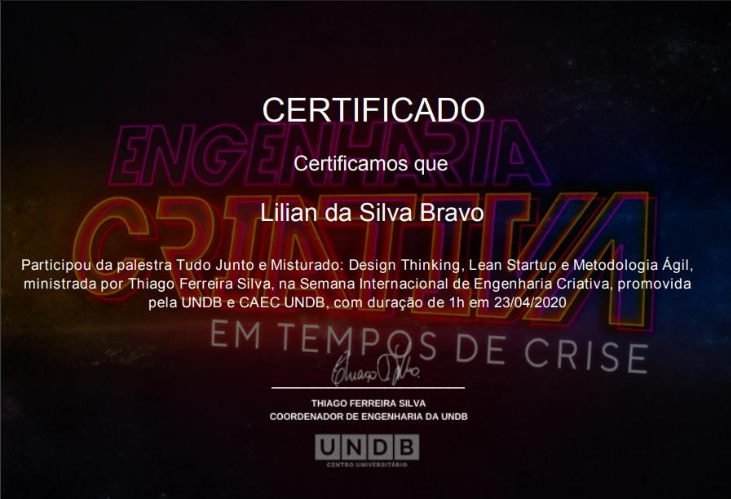 CERTIFICADO
ENGENHARIA
Certificamos que
CRIATIVA
Lilian da Silva Bravo
Participou da palestra Tudo Junto e Misturado: Design Thinking, Lean Startup e Metodologia Ágil,
ministrada por Thiago Ferreira Silva, na Semana Internacional de Engenharia Criativa, promovida
pela UNDB e CAEC UNDB, com duração de 1h em 23/04/2020
EM TEMPOS DE CRISE
THIAGO FERREIRA SILVA
COORDENADOR DE ENGENHARIA DA UNDB
UNDB
CENTRO UNIVERSITÁRIO